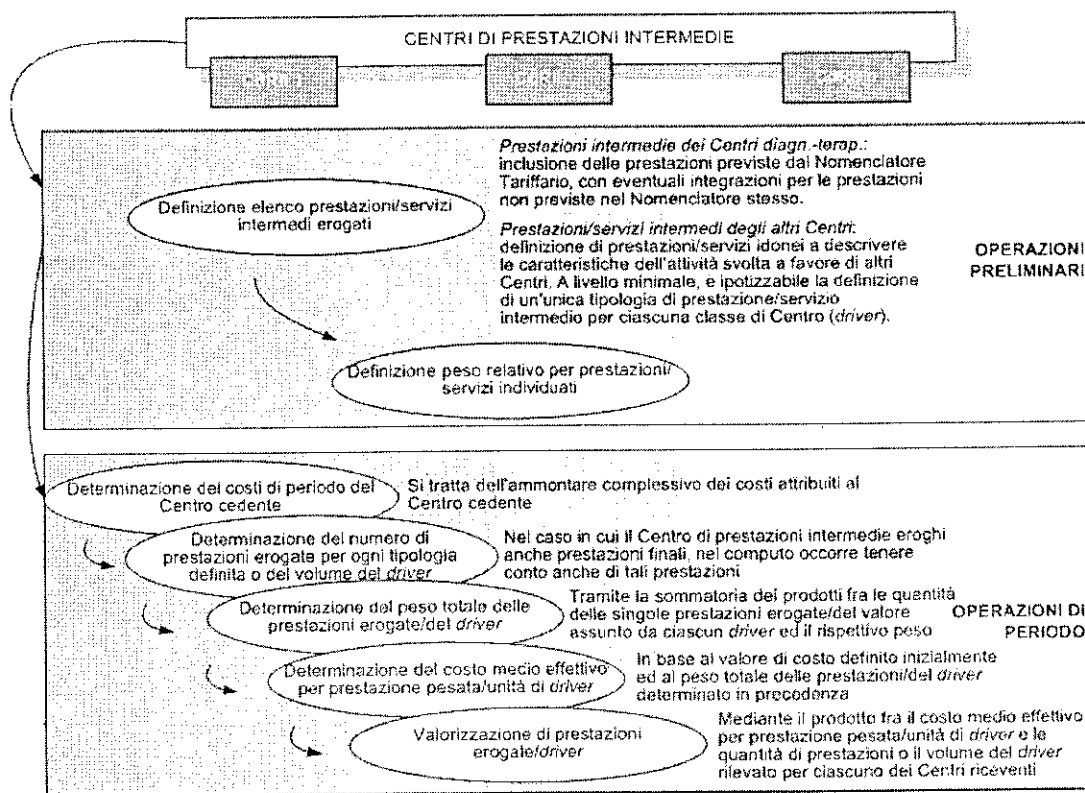 CENTRI DI PRESTAZIONI INTERMEDIE
Prestazioni intermedie dei Centri diagn.-terap.:
inclusione delle prestazioni previste dal Nomenclatore
Tariffario, con eventuali integrazioni per le prestazioni
non previste nel Nomenclatore stesso.
Definizione elenco prestazioni/servizi
intermedi erogati
Prestazioni/servizi intermedi degli altri Centri:
definizione di prestazioni/servizi idonei a descrivere
le caratteristiche dell'attività svolta a favore di altri
Centri. A livello minimale, e ipotizzabile la definizione
di un'unica tipologia di prestazione/servizio
intermedio per ciascuna classe di Centro (driver).
OPERAZIONI
PRELIMINARI
Definizione peso relativo per prestazioni/
servizi individuati
Determinazione dei costi di periodo del
Centro cedente
Si tratta dell'ammontare complessivo dei costi attribuiti al
Centro cedente
Determinazione del numero di
prestazioni erogate per ogni tipologia
definita o del volume del driver
Nel caso in cui il Centro di prestazioni intermedie eroghi
anche prestazioni finali, nel computo occorre tenere
conto anche di tali prestazioni
Determinazione del peso totale delle
prestazioni erogate/del driver
Tramite la sommatoria dei prodotti fra le quantità
delle singole prestazioni erogate/del valore
assunto da ciascun driver ed il rispettivo peso
OPERAZIONI DI
PERIODO
Determinazione del costo medio effettivo
per prestazione pesata/unità di driver
In base al valore di costo definito inizialmente
ed al peso totale delle prestazioni/del driver
determinato in precedenza
Valorizzazione di prestazioni
erogate/driver
Mediante il prodotto fra il costo medio effettivo
per prestazione pesata/unità di driver e le
quantità di prestazioni o il volume del driver
rilevato per ciascuno dei Centri riceventi